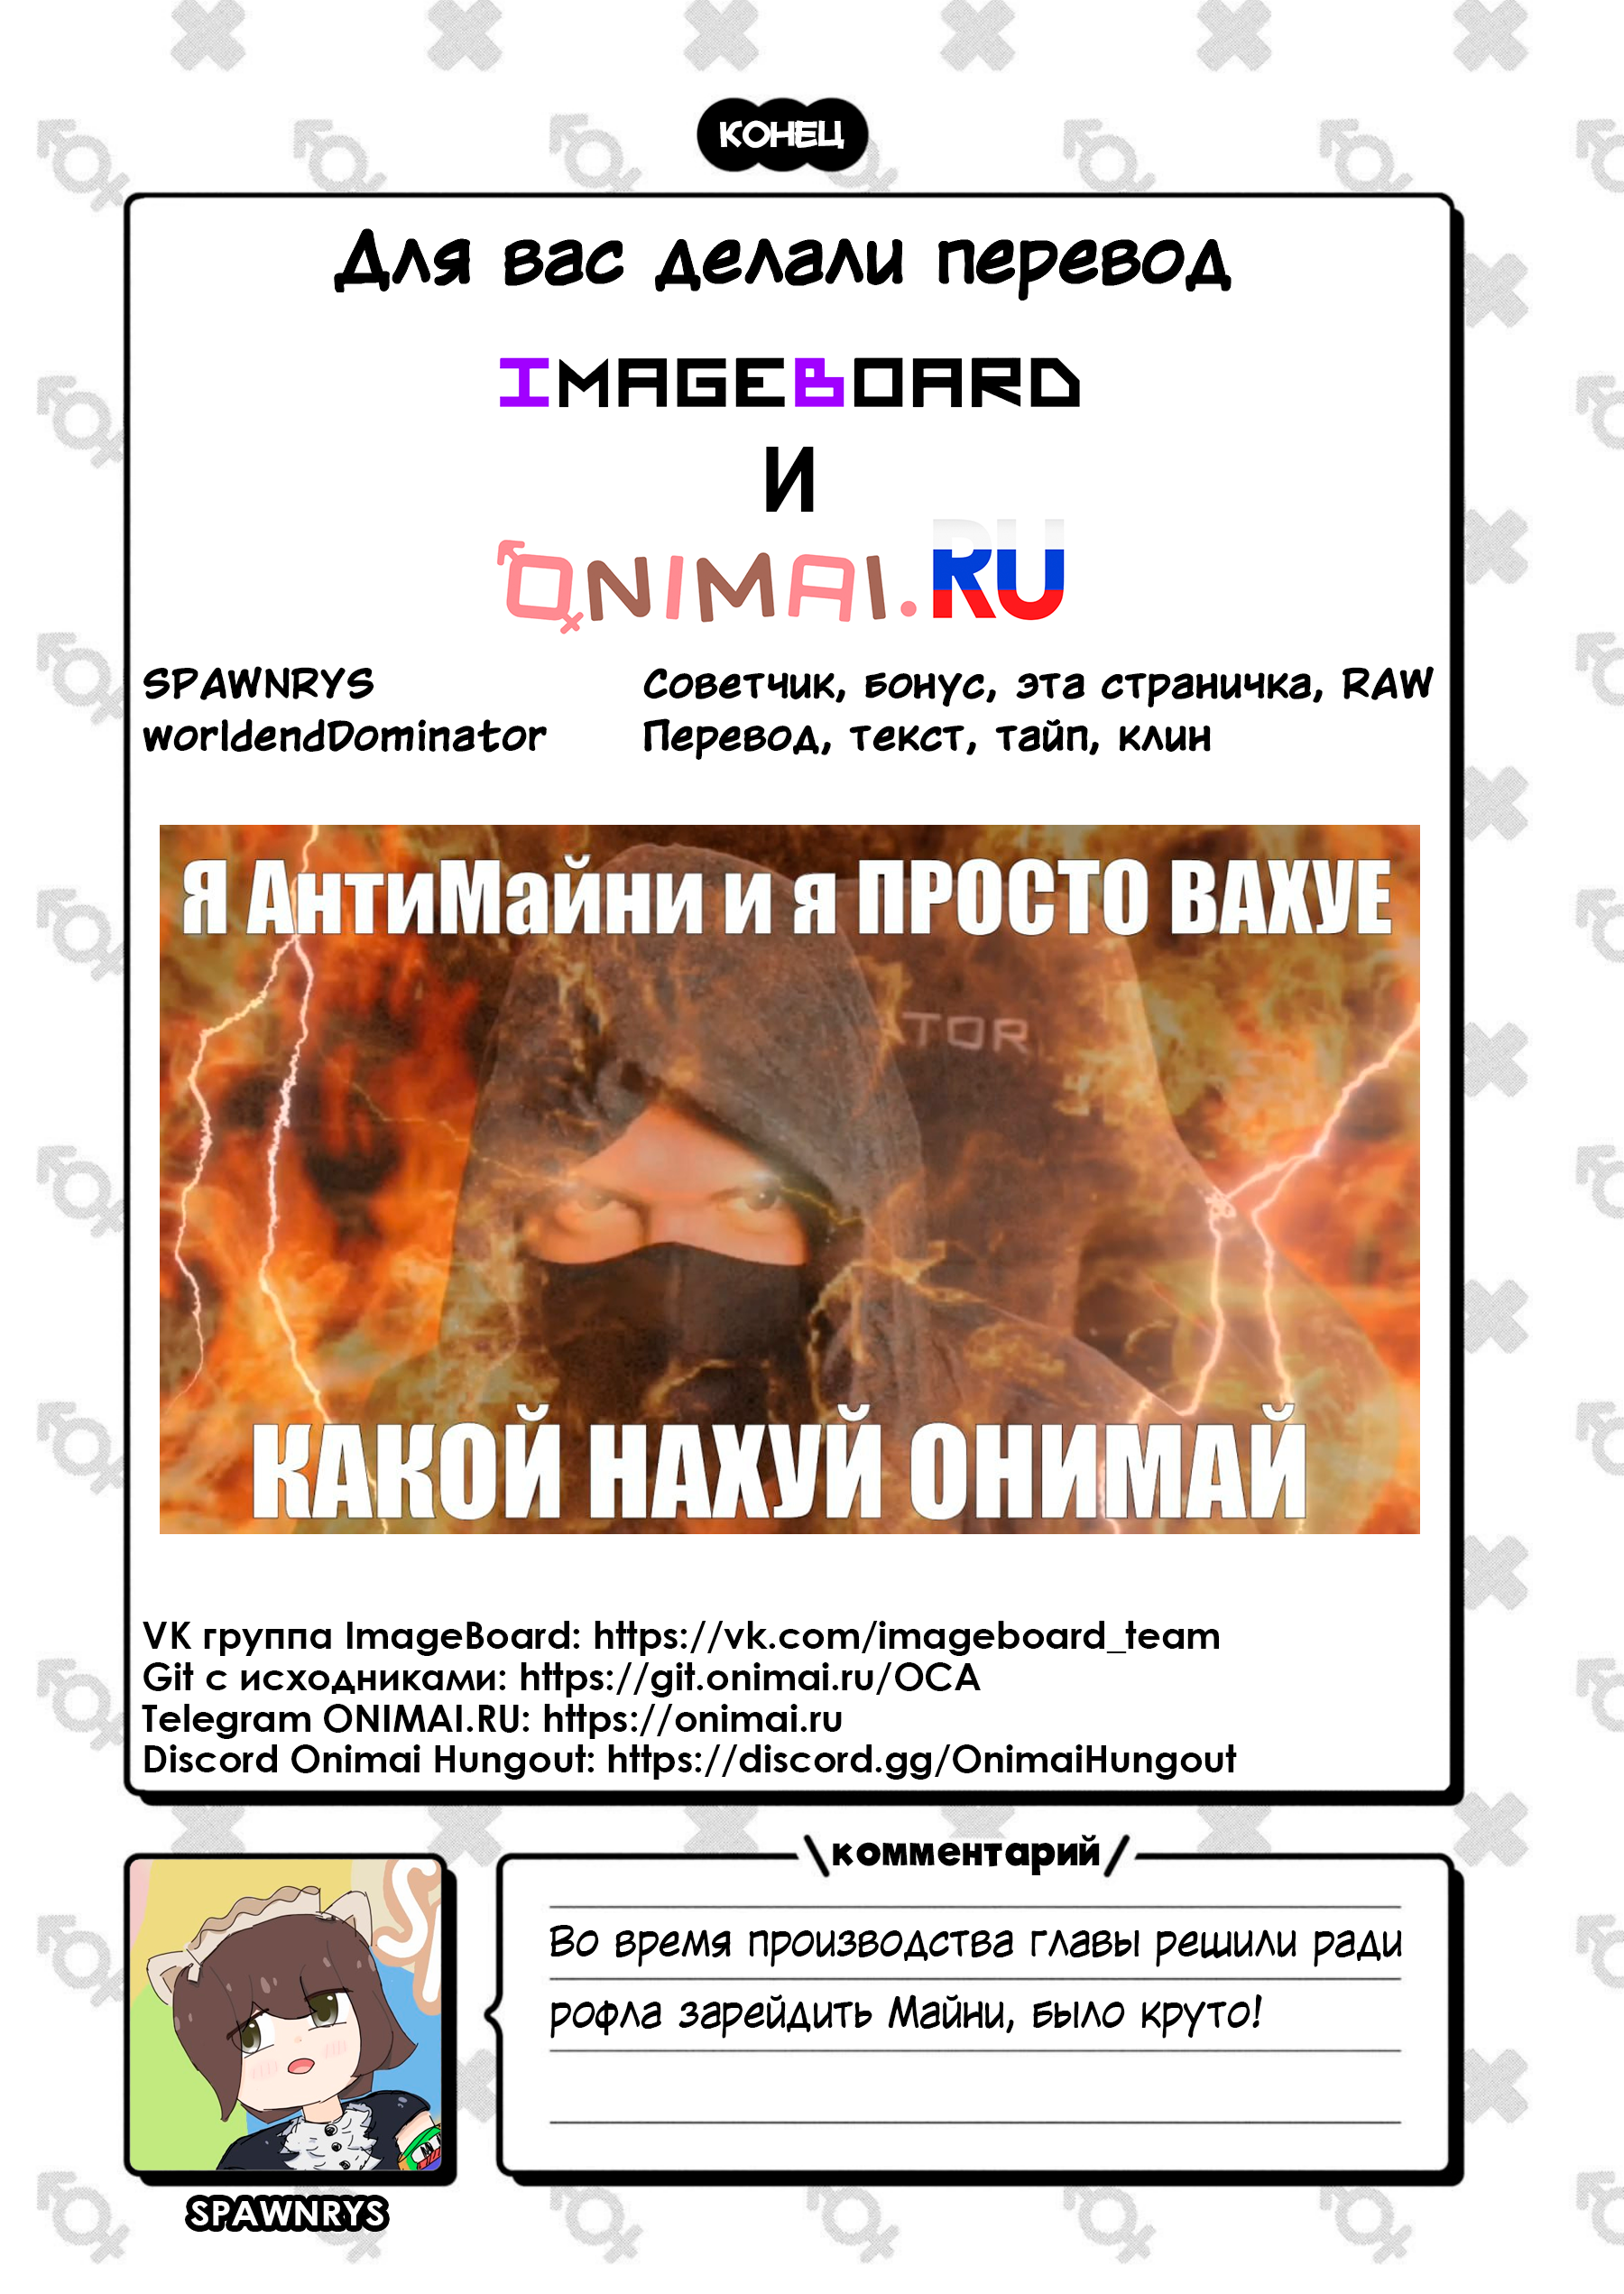 КОНЕЦ
Для вас делали перевод
IMAGEBOARD
И
ONIMAI.RU
SPAWNRYS Советчик, бонус, эта страничка, RAW
worldendDominator Перевод, текст, тайп, клин
Я АнтиМайни и я ПРОСТО ВАХУЕ
TOR
КАКОЙ НАХУЙ ОНИМАЙ
VK группа ImageBoard: https://vk.com/imageboard_team
Git с исходниками: https://git.onimai.ru/OCA
Telegram ONIMAI.RU: https://onimai.ru
Discord Onimai Hungout: https://discord.gg/OnimaiHungout
\комментарий/
Во время производства главы решили ради
рофла зарейдить Майни, было круто!
SPAWNRYS